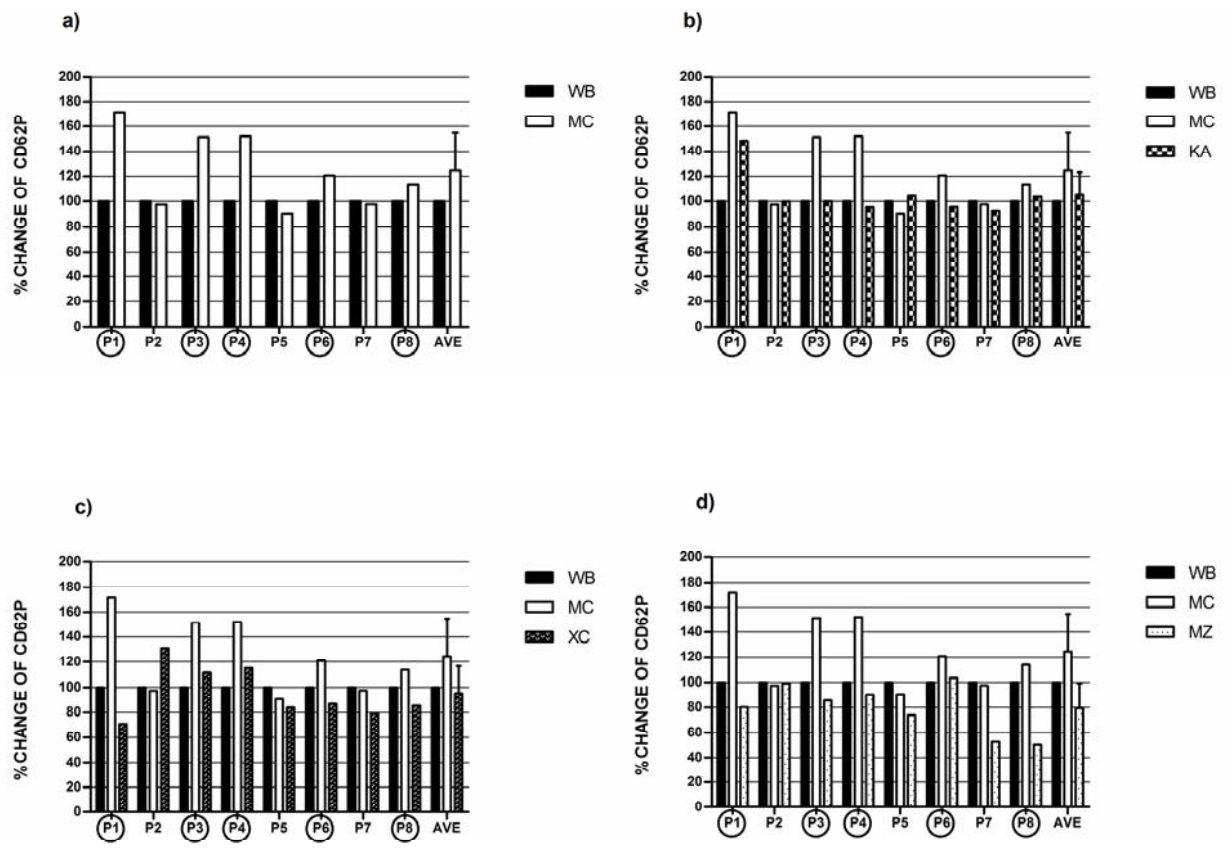 a)
%CHANGE OF CD62P
200
180
160
140
120
100
80
60
40
20
0
P1 P2 P3 P4 P5 P6 P7 P8 AVE
WB
MC
b)
%CHANGE OF CD62P
200
180
160
140
120
100
80
60
40
20
0
P1 P2 P3 P4 P5 P6 P7 P8 AVE
WB
MC
KA
c)
%CHANGE OF CD62P
200
180
160
140
120
100
80
60
40
20
0
P1 P2 P3 P4 P5 P6 P7 P8 AVE
WB
MC
XC
d)
%CHANGE OF CD62P
200
180
160
140
120
100
80
60
40
20
0
P1 P2 P3 P4 P5 P6 P7 P8 AVE
WB
MC
MZ